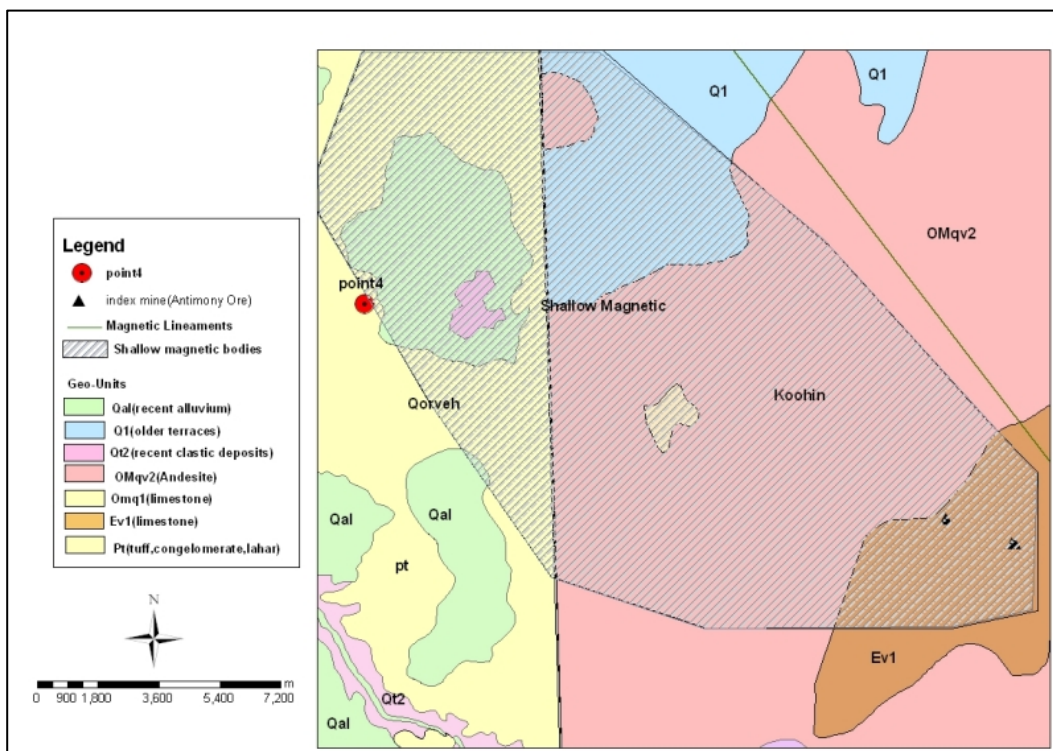 Legend
point4
index mine(Antimony Ore)
Magnetic Lineaments
Shallow magnetic bodies
Geo-Units
Qal(recent alluvium)
Q1(older terraces)
Qt2(recent clastic deposits)
OMqv2(Andesite)
Omq1(limestone)
Ev1(limestone)
Pt(tuff,congelomerate,lahar)
N
m
0 900 1,800 3,600 5,400 7,200
Q1
Q1
OMqv2
point4
Shallow Magnetic
Qorveh
Koohin
Qal
Qal
pt
Ev1
Qt2
Qal